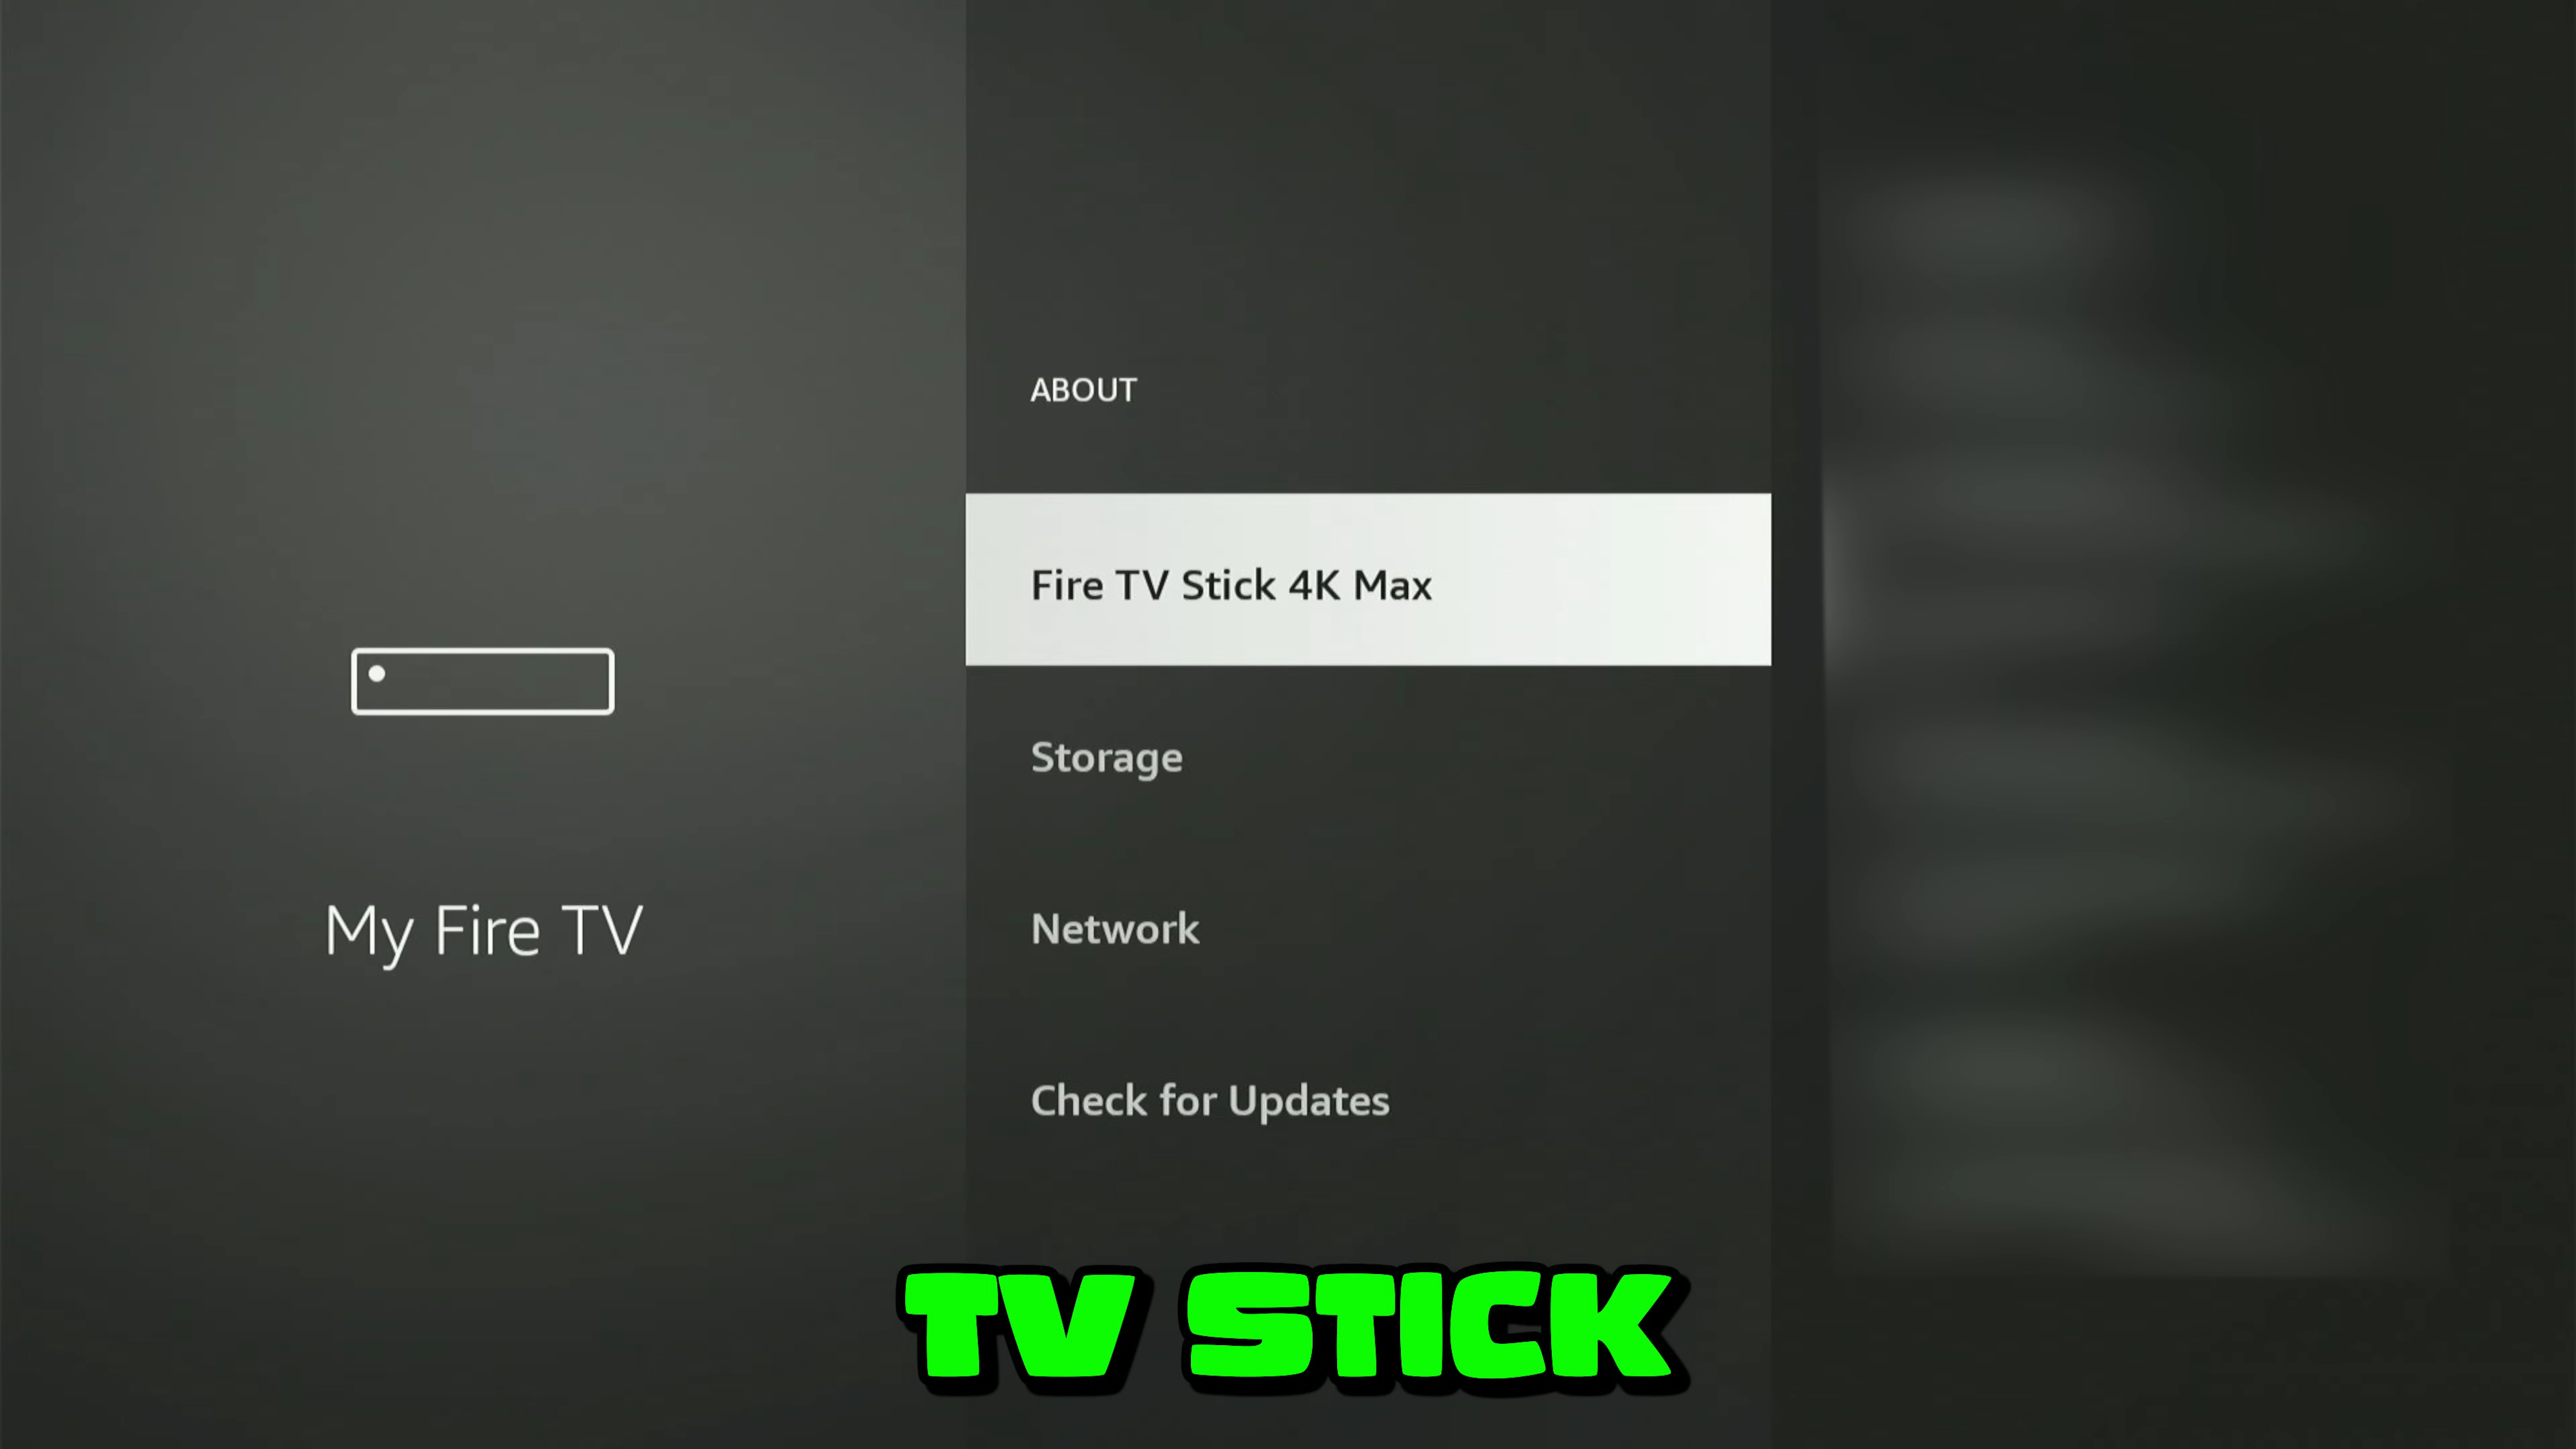 ABOUT
Fire TV Stick 4K Max
Storage
My Fire TV
Network
Check for Updates
TV STICK